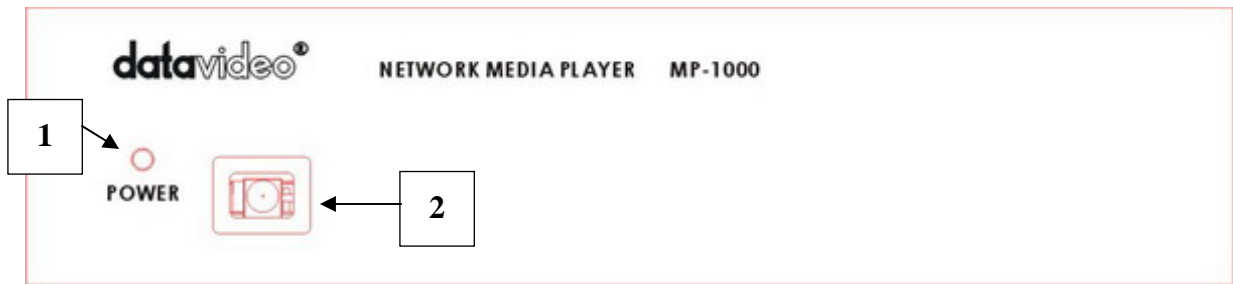 datavideo®
NETWORK MEDIA PLAYER MP-1000
1
POWER
2